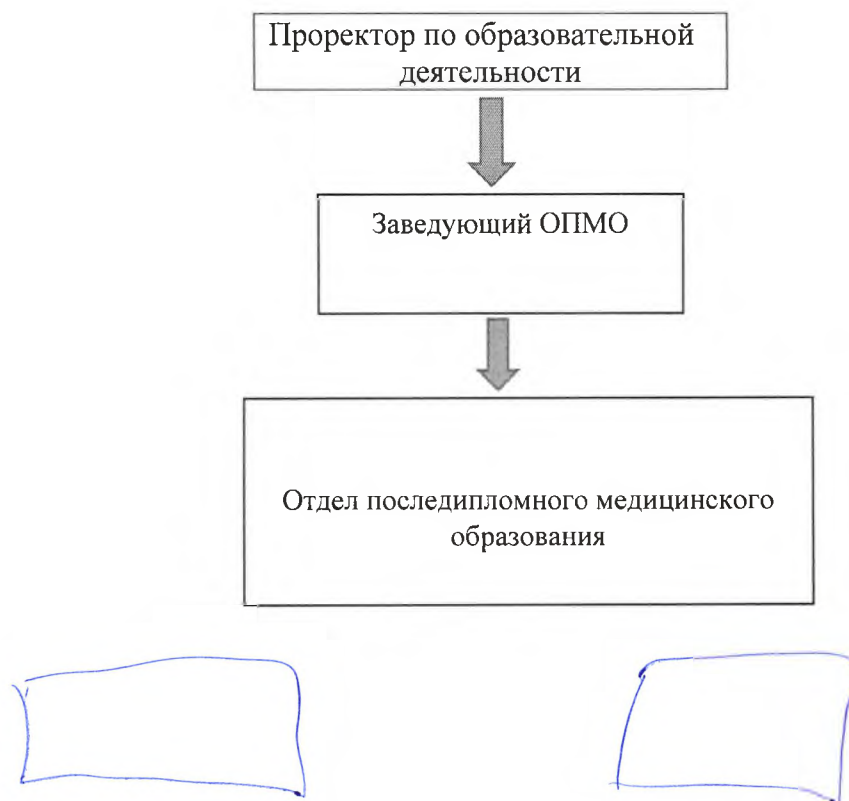 Проректор по образовательной
деятельности
Заведующий ОПМО
Отдел последипломного медицинского
образования